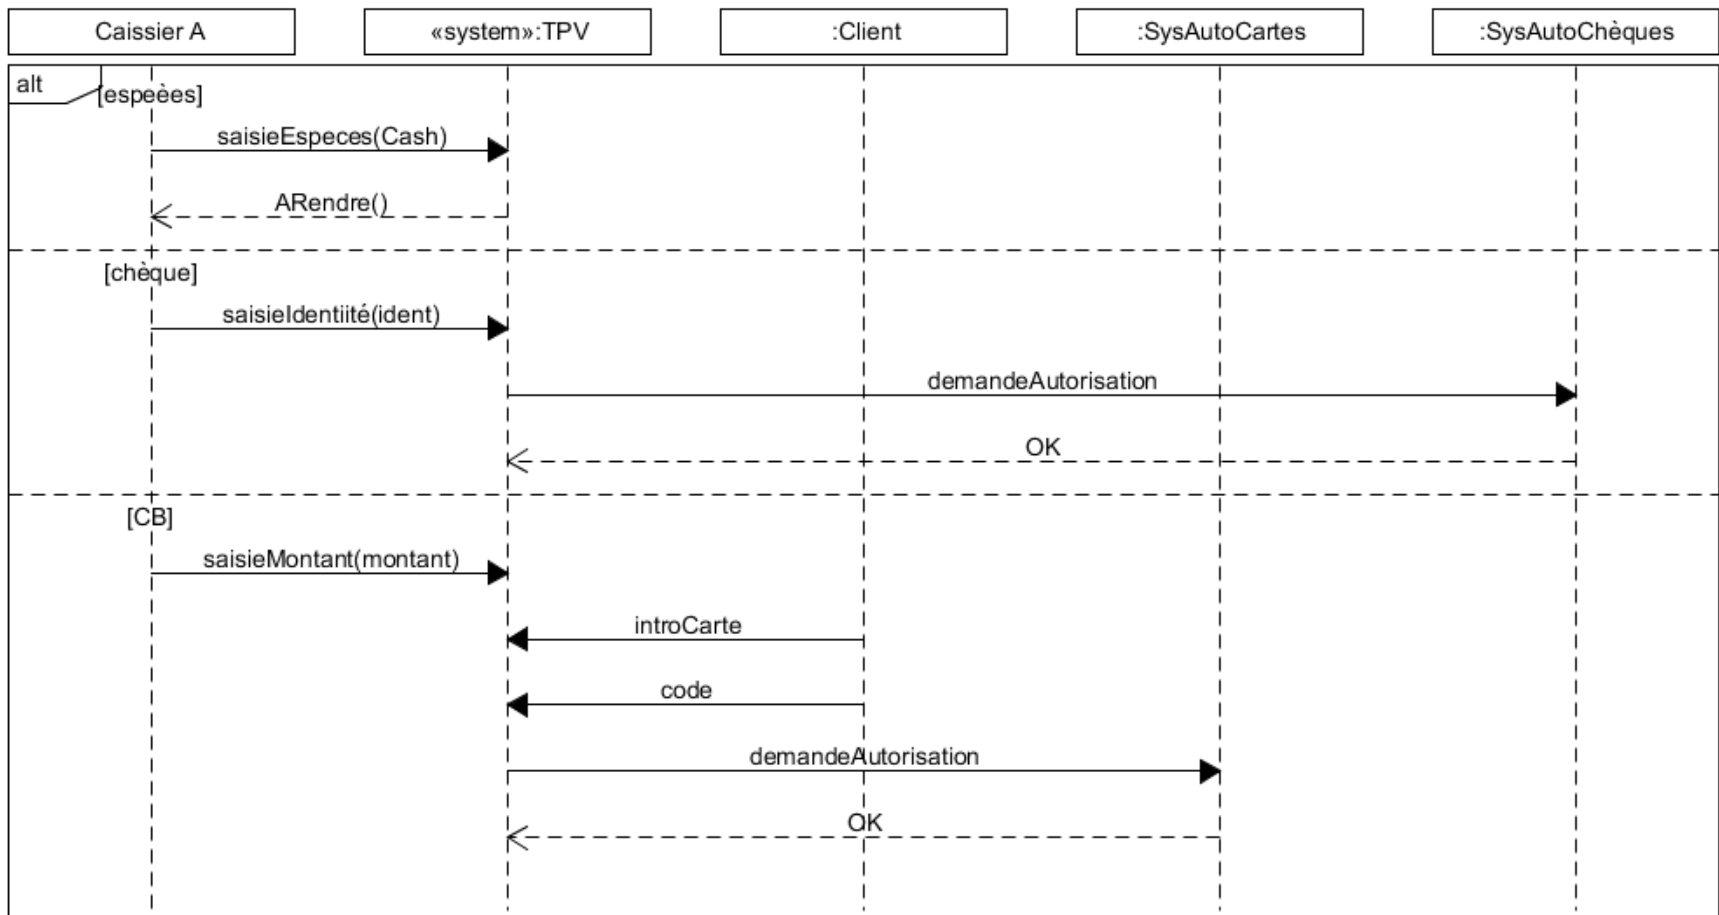 Caissier A
«system»:TPV
:Client
:SysAutoCartes
:SysAutoChèques
alt
[espeèes]
saisieEspeces(Cash)
ARendre()
[chèque]
saisieIdentiité(ident)
demandeAutorisation
OK
[CB]
saisieMontant(montant)
introCarte
code
demandeAutorisation
OK